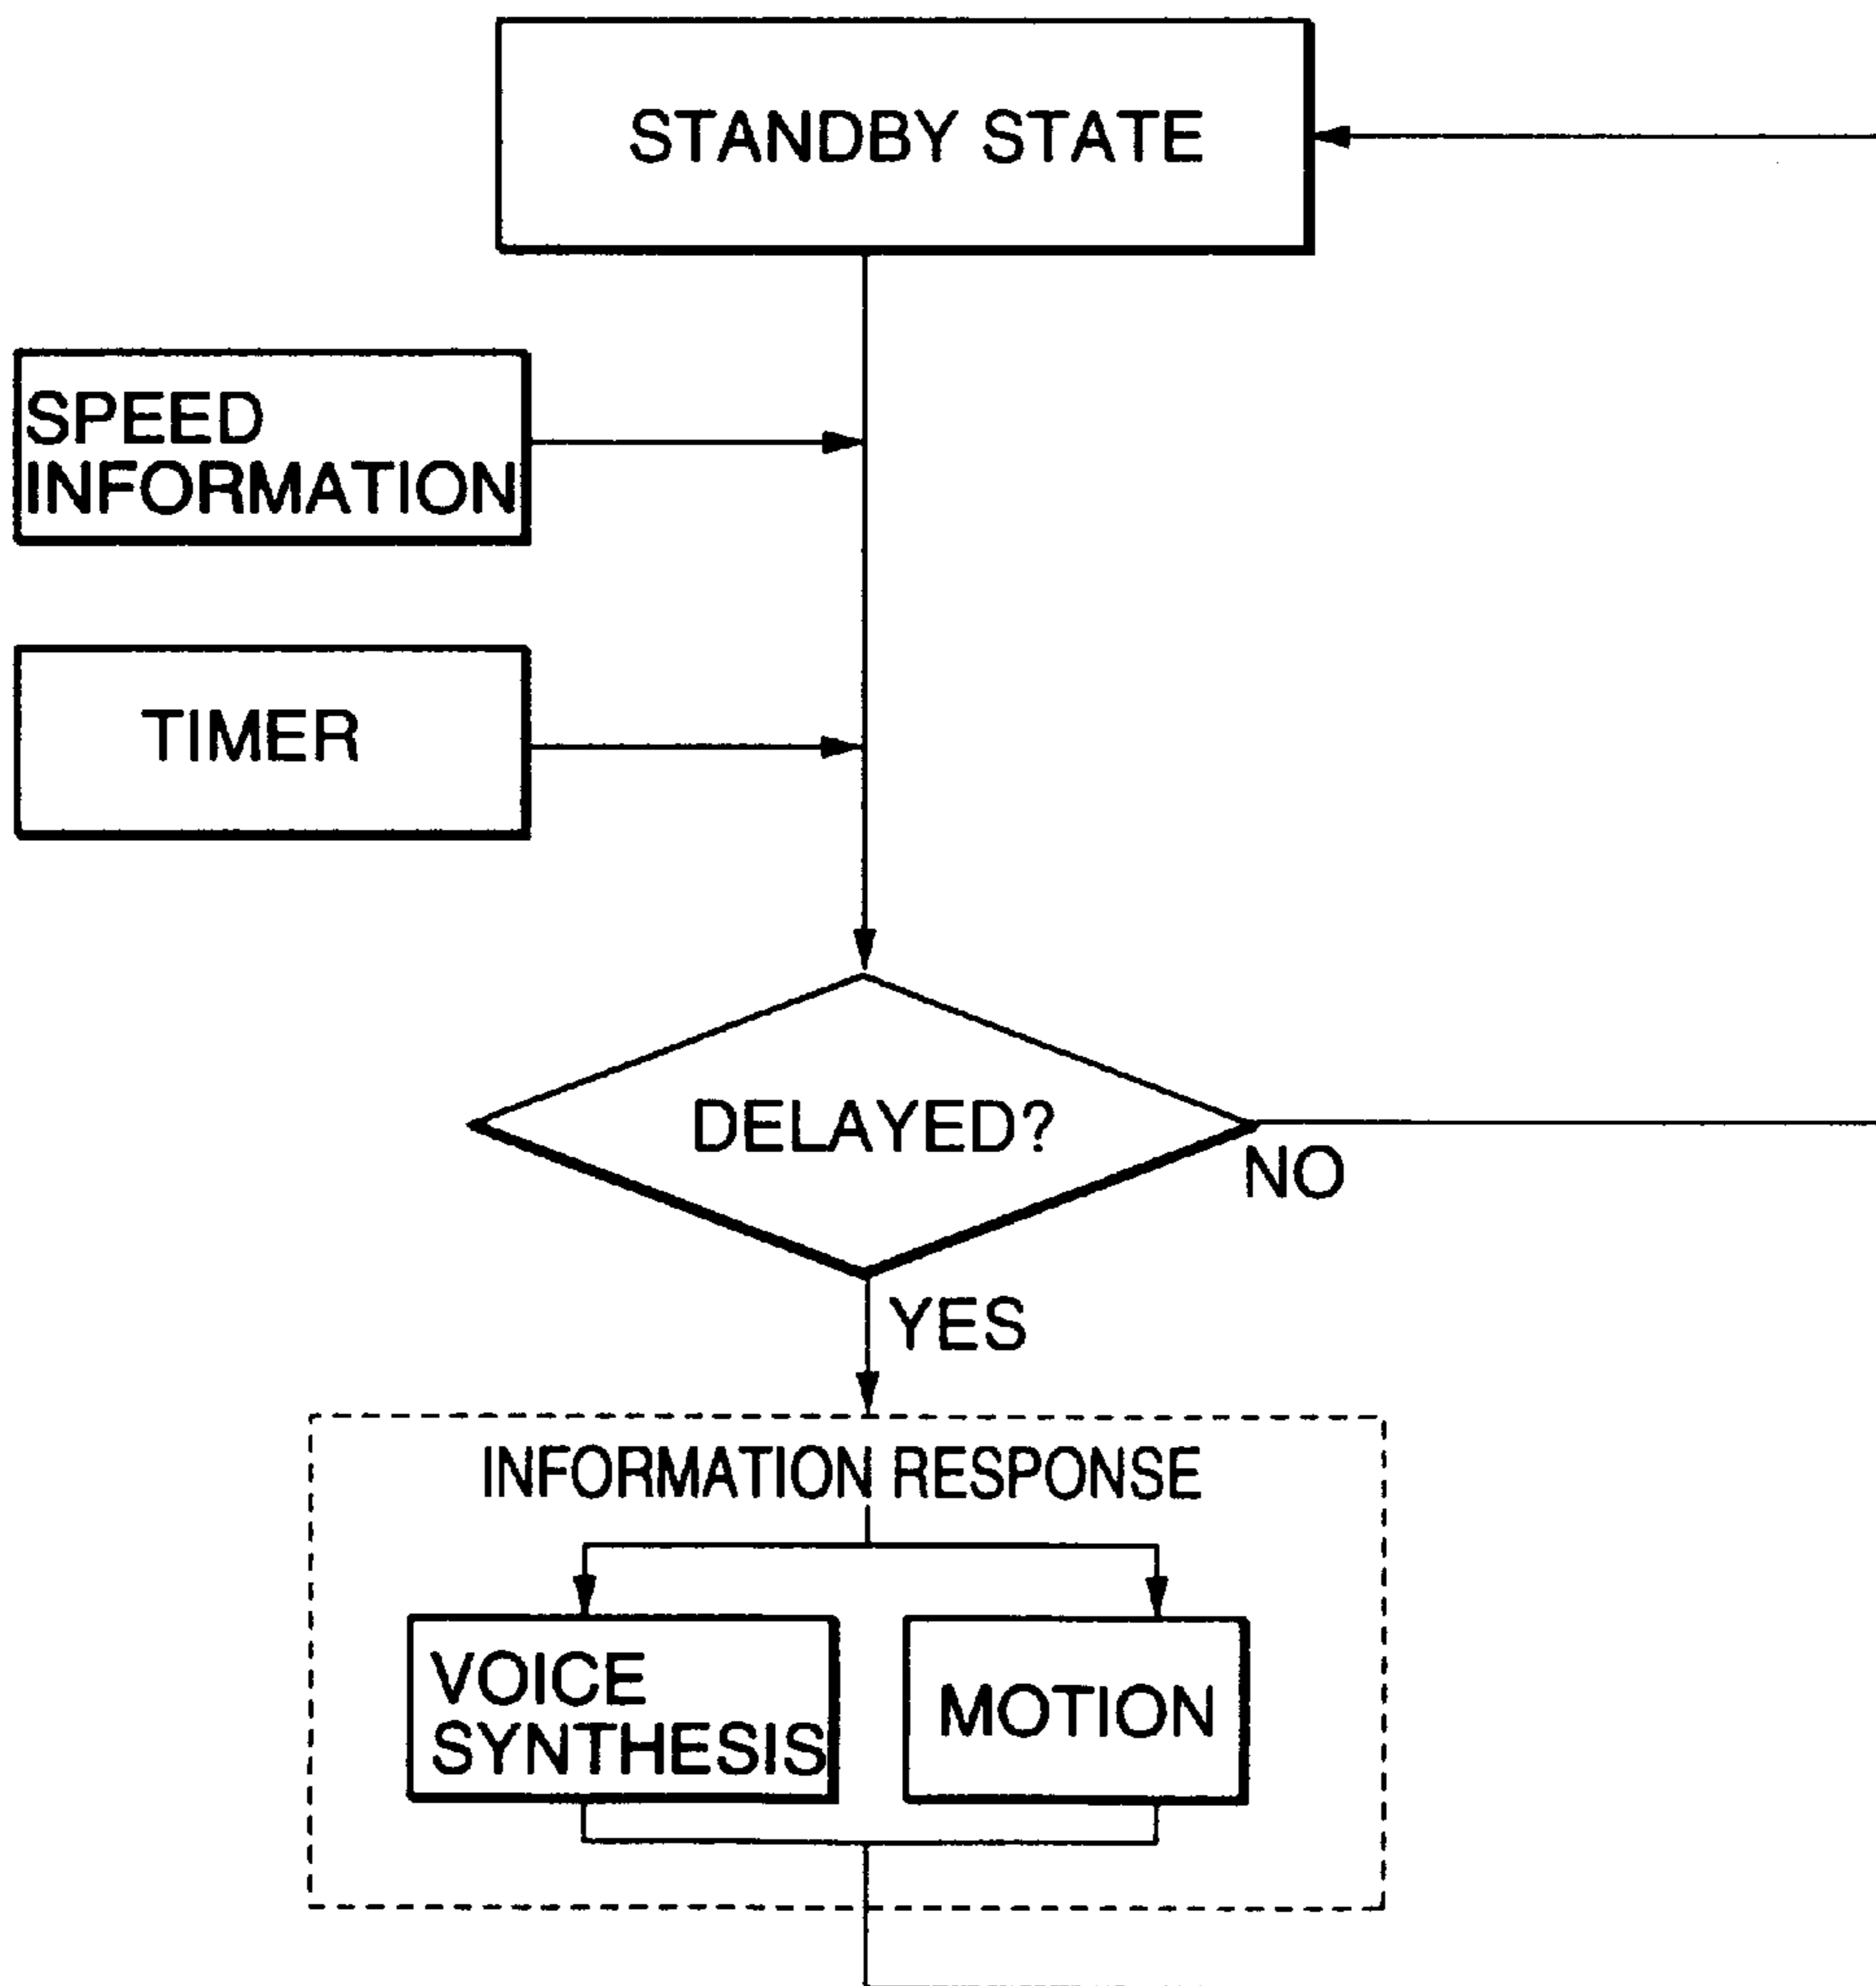 STANDBY STATE
SPEED
INFORMATION
TIMER
DELAYED?
NO
YES
INFORMATION RESPONSE
VOICE
SYNTHESIS
MOTION